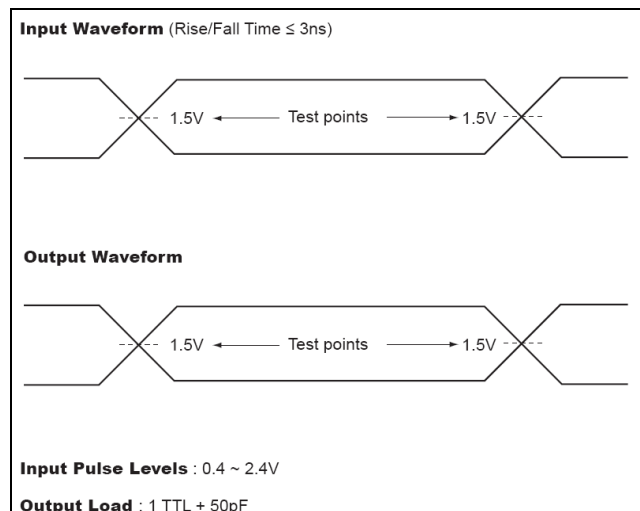 Input Waveform (Rise/Fall Time ≤ 3ns)
1.5V Test points 1.5V
Output Waveform
1.5V Test points 1.5V
Input Pulse Levels : 0.4 ~ 2.4V
Output Load : 1 TTL + 50pF